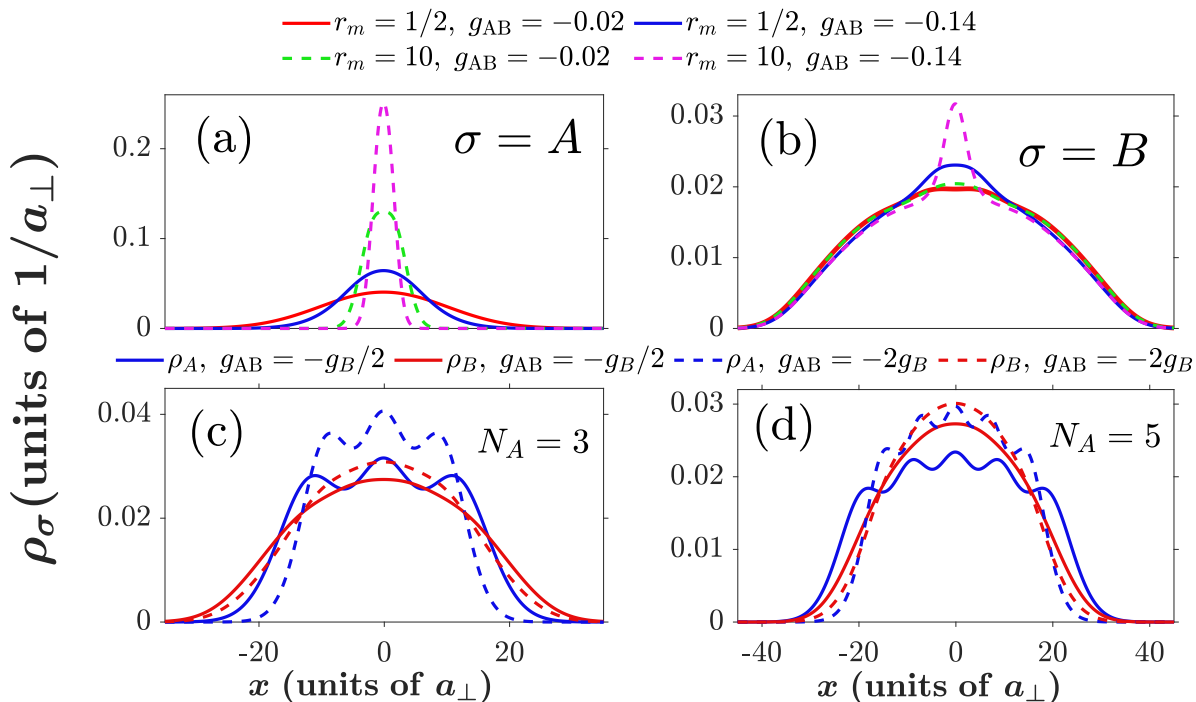 r_m = 1/2, g_AB = −0.02 r_m = 1/2, g_AB = −0.14
r_m = 10, g_AB = −0.02 r_m = 10, g_AB = −0.14
ρ_σ (units of 1/a_⊥)
(a) σ = A
0.2
0.1
0
(b) σ = B
0.03
0.02
0.01
0
ρ_A, g_AB = −g_B/2 ρ_B, g_AB = −g_B/2 ρ_A, g_AB = −2g_B ρ_B, g_AB = −2g_B
(c) N_A = 3
0.04
0.02
0
-20 0 20
x (units of a_⊥)
(d) N_A = 5
0.03
0.02
0.01
0
-40 -20 0 20 40
x (units of a_⊥)